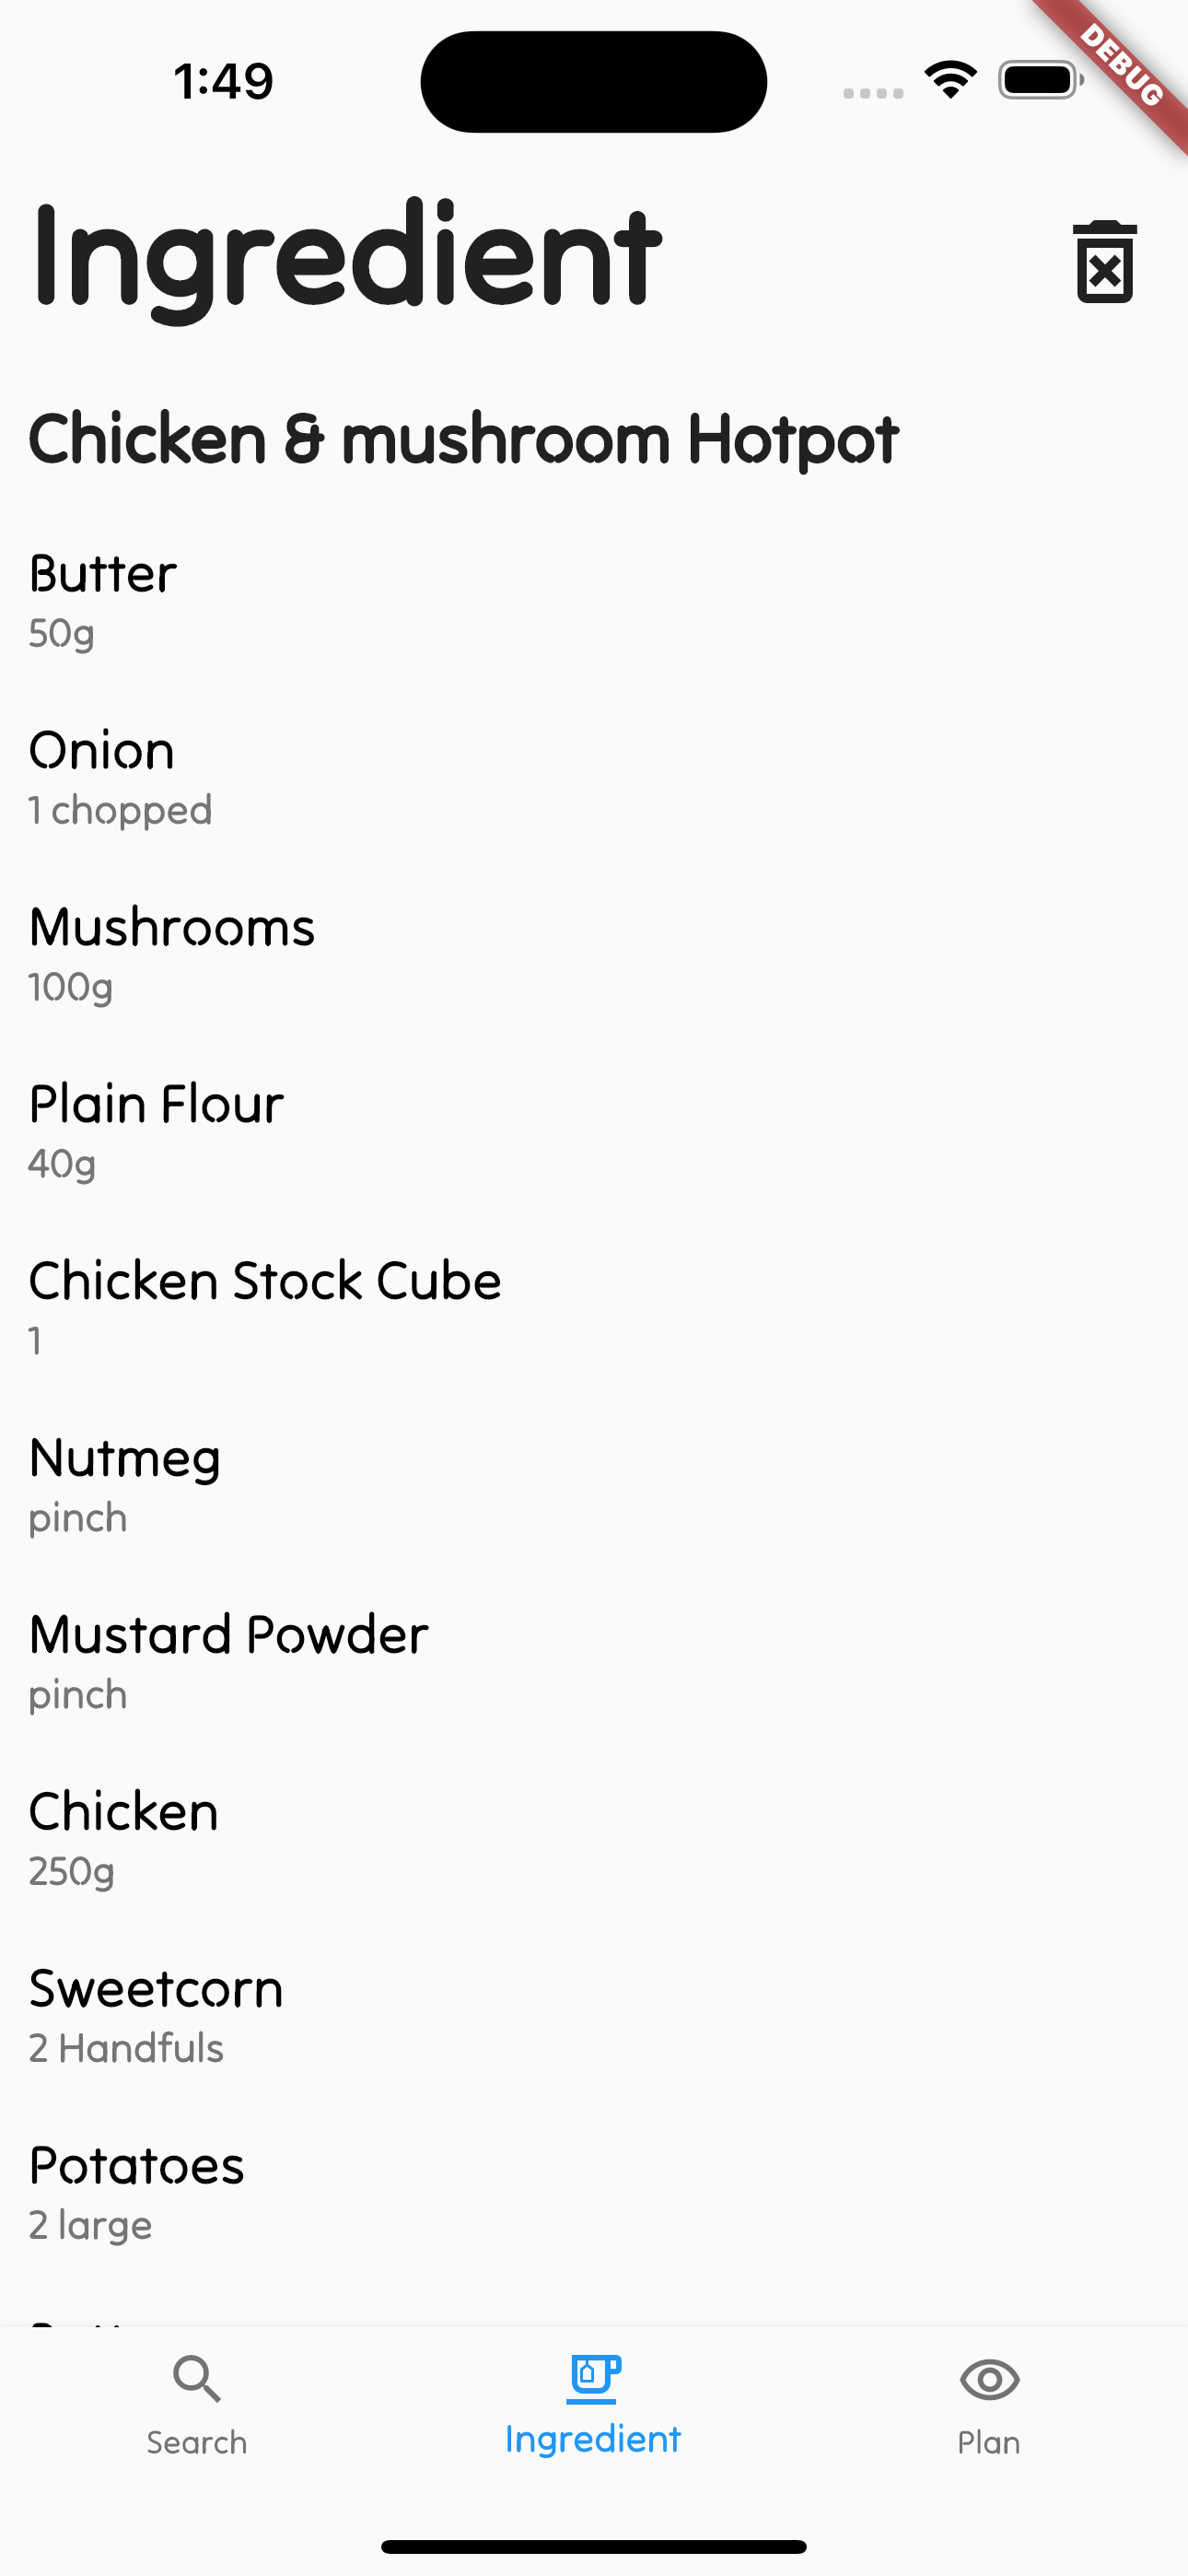 1:49
DEBUG
Ingredient
Chicken & mushroom Hotpot
Butter
50g
Onion
1 chopped
Mushrooms
100g
Plain Flour
40g
Chicken Stock Cube
1
Nutmeg
pinch
Mustard Powder
pinch
Chicken
250g
Sweetcorn
2 Handfuls
Potatoes
2 large
Search
Ingredient
Plan